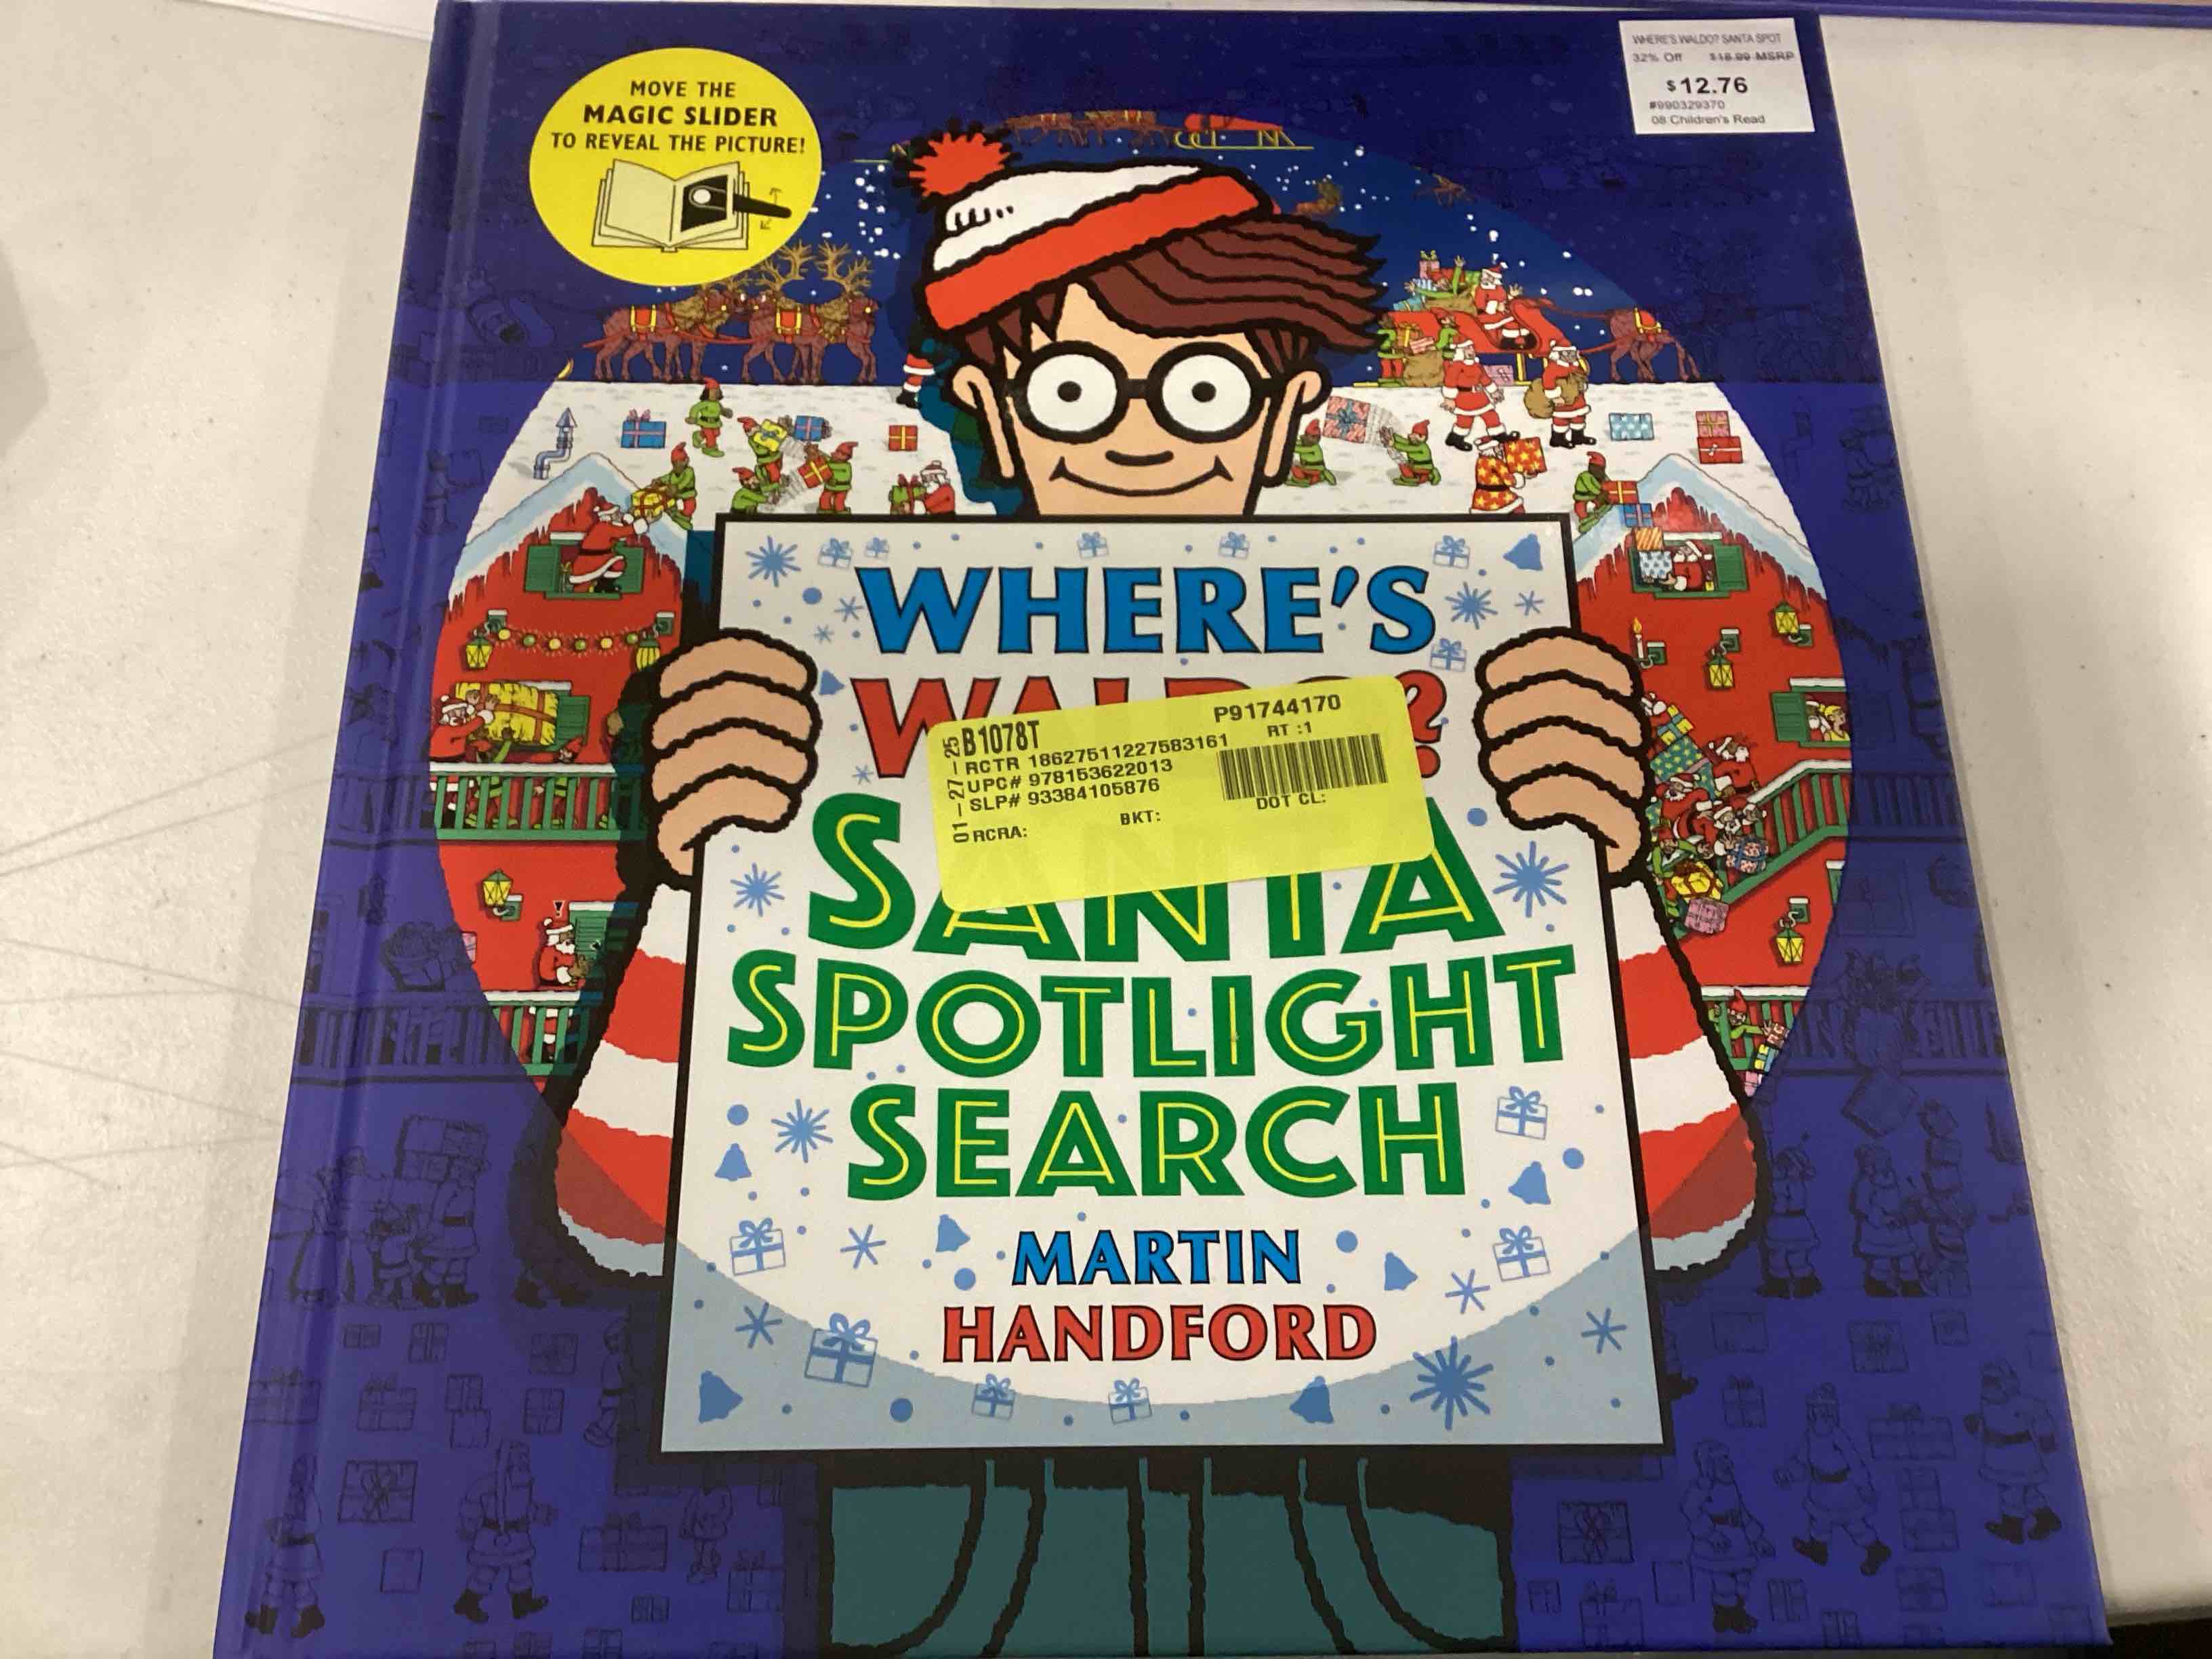 MOVE THE
MAGIC SLIDER
TO REVEAL THE PICTURE!
WHERE'S WALDO? SANTA SPOT
32% Off $18.99 MSRP
$12.76
#990329370
08 Children's Read
WHERE'S
SANTA
SPOTLIGHT
SEARCH
MARTIN
HANDFORD
01-27-25
B1078T P91744170
RCTR 18627511227583161 RT :1
UPC# 978153622013
SLP# 93384105876
RCRA: BKT: DOT CL: